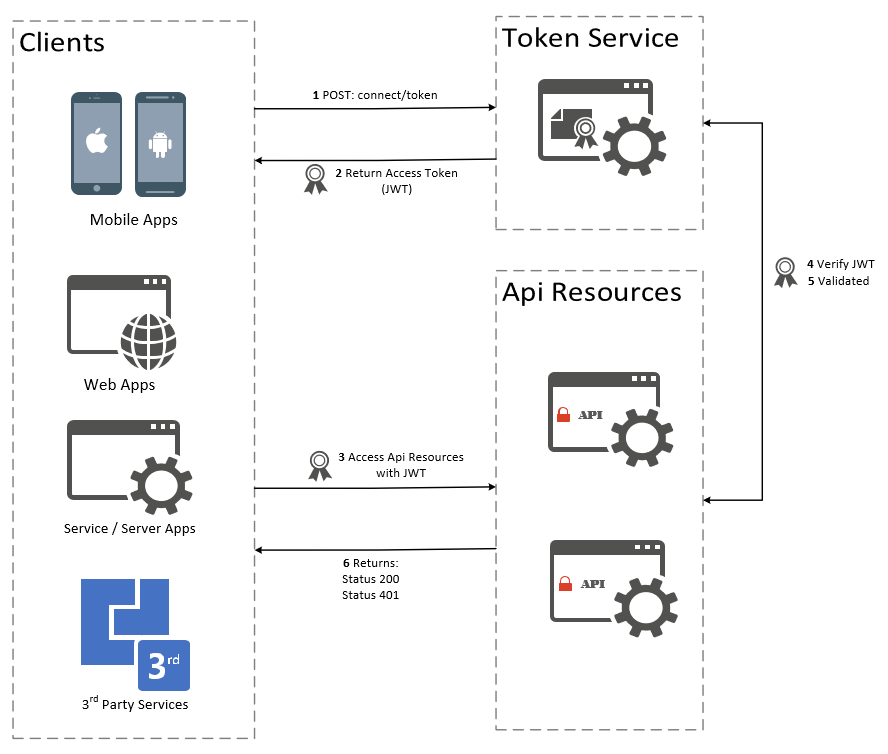 Clients
Mobile Apps
Web Apps
Service / Server Apps
3rd
3rd Party Services
1 POST: connect/token
2 Return Access Token
(JWT)
3 Access Api Resources
with JWT
6 Returns:
Status 200
Status 401
Token Service
Api Resources
API
API
4 Verify JWT
5 Validated